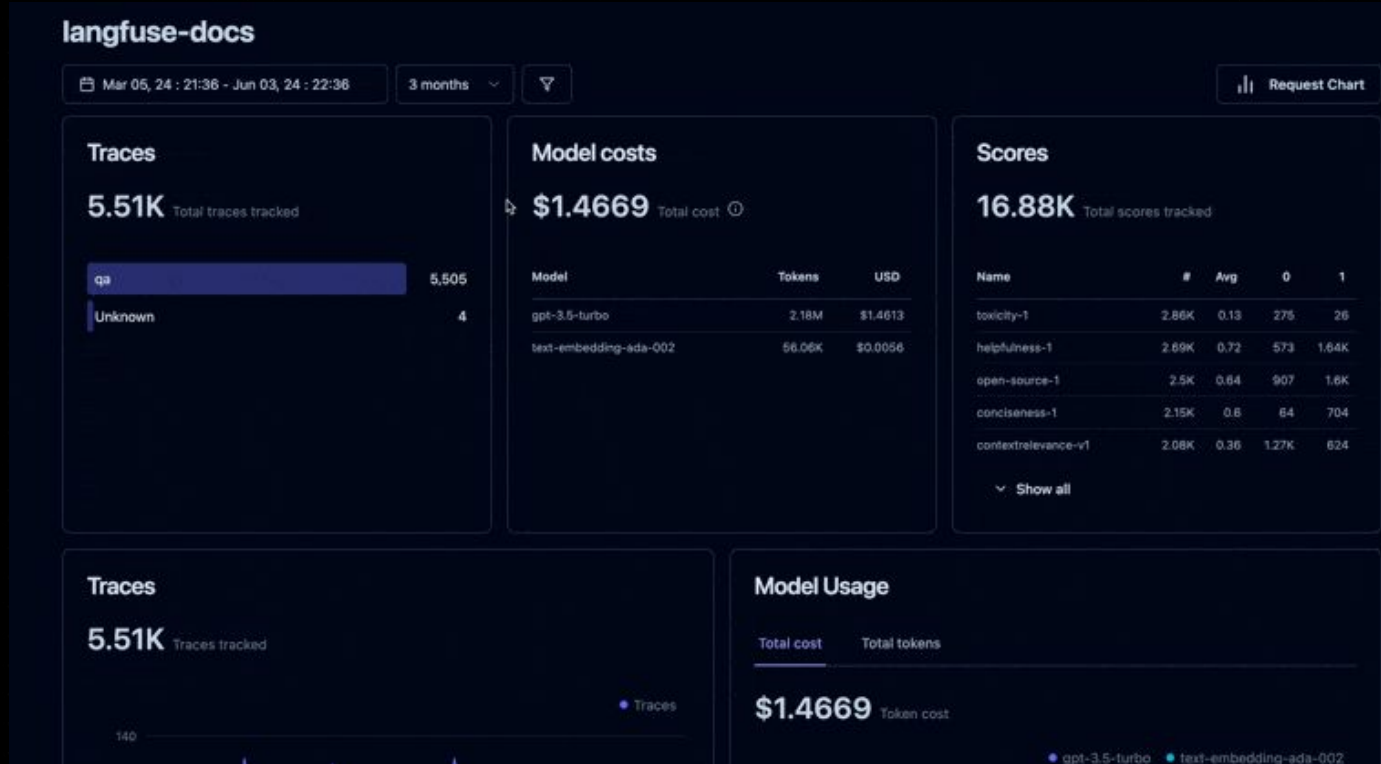 langfuse-docs
Mar 05, 24 : 21:36 - Jun 03, 24 : 22:36
3 months
Request Chart
Traces
5.51K Total traces tracked
qa 5,505
Unknown 4
Model costs
$1.4669 Total cost
Model Tokens USD
gpt-3.5-turbo 2.18M $1.4613
text-embedding-ada-002 56.06K $0.0056
Scores
16.88K Total scores tracked
Name # Avg 0 1
toxicity-1 2.86K 0.13 275 26
helpfulness-1 2.69K 0.72 573 1.64K
open-source-1 2.5K 0.64 907 1.6K
conciseness-1 2.15K 0.6 64 704
contextrelevance-v1 2.08K 0.36 1.27K 624
Show all
Traces
5.51K Traces tracked
Traces
140
Model Usage
Total cost Total tokens
$1.4669 Token cost
gpt-3.5-turbo text-embedding-ada-002